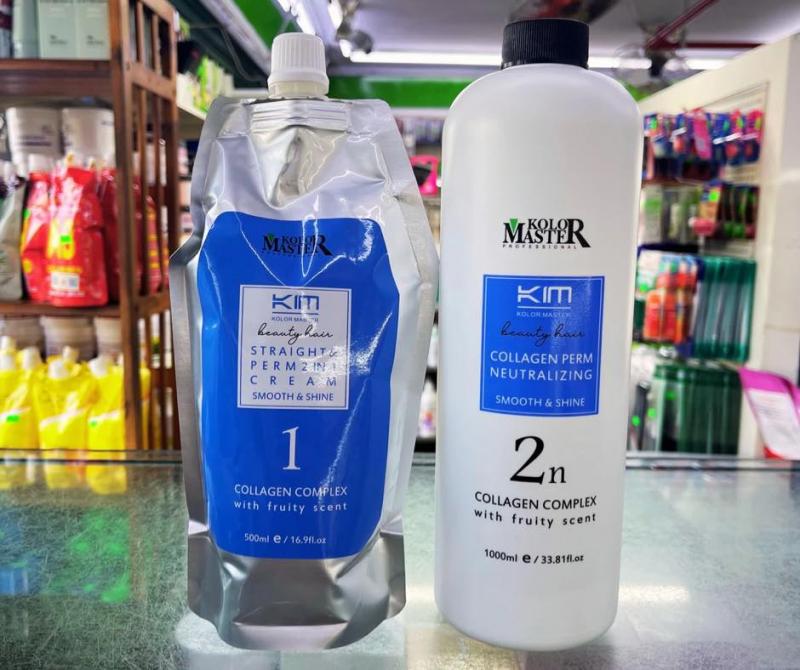 KOLOR
MASTER
KIM
KOLOR MASTER
beauty hair
STRAIGHT &
PERM 2 IN 1
CREAM
SMOOTH & SHINE
1
COLLAGEN COMPLEX
with fruity scent
500ml e / 16.9fl.oz
KOLOR
MASTER
PROFESSIONAL
KIM
KOLOR MASTER
beauty hair
COLLAGEN PERM
NEUTRALIZING
SMOOTH & SHINE
2n
COLLAGEN COMPLEX
with fruity scent
1000ml e / 33.81fl.oz